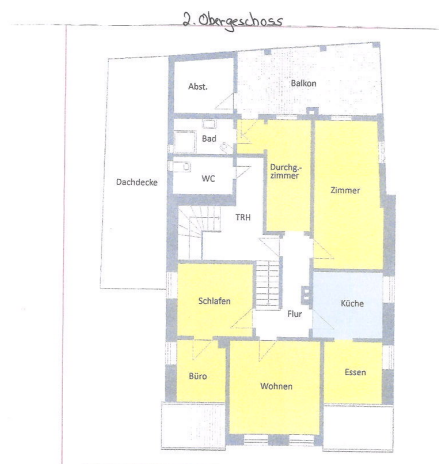 2. Obergeschoss
Abst.
Balkon
Bad
Durchg.-
zimmer
WC
Zimmer
Dachdecke
TRH
Schlafen
Küche
Flur
Büro
Wohnen
Essen